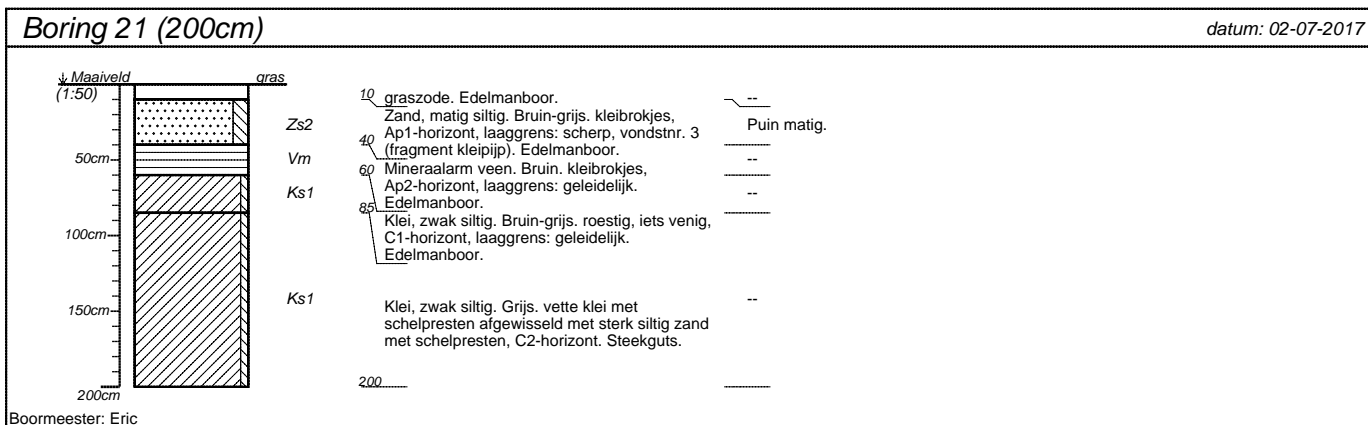 Boring 21 (200cm)
datum: 02-07-2017
Maaiveld
gras
(1:50)
10 graszode. Edelmanboor.
--
Zs2
Zand, matig siltig. Bruin-grijs. kleibrokjes,
Ap1-horizont, laaggrens: scherp, vondstnr. 3
(fragment kleipijp). Edelmanboor.
Puin matig.
40
50cm
Vm
60 Mineraalarm veen. Bruin. kleibrokjes,
Ap2-horizont, laaggrens: geleidelijk.
Edelmanboor.
--
Ks1
85
Klei, zwak siltig. Bruin-grijs. roestig, iets venig,
C1-horizont, laaggrens: geleidelijk.
Edelmanboor.
--
100cm
Ks1
150cm
Klei, zwak siltig. Grijs. vette klei met
schelpresten afgewisseld met sterk siltig zand
met schelpresten, C2-horizont. Steekguts.
--
200
200cm
Boormeester: Eric